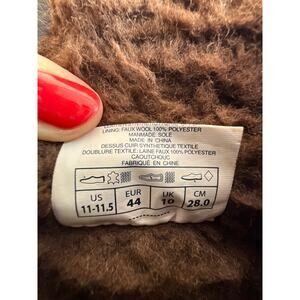 LINING: FAUX WOOL 100% POLYESTER
MANMADE SOLE
MADE IN CHINA
DESSUS CUIR/SYNTHETIQUE TEXTILE
DOUBLURE TEXTILE: LAINE FAUX 100% POLYESTER
CAOUTCHOUC
FABRIQUÉ EN CHINE
US EUR UK CM
11-11.5 44 10 28.0